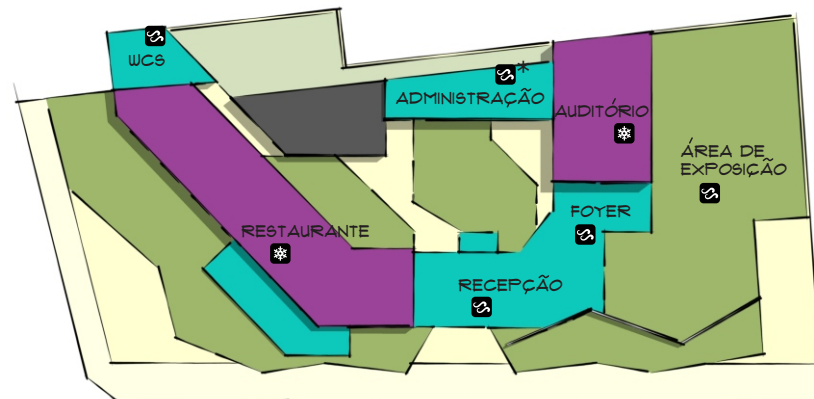 WCS
ADMINISTRAÇÃO *
AUDITÓRIO
ÁREA DE
EXPOSIÇÃO
FOYER
RESTAURANTE
RECEPÇÃO